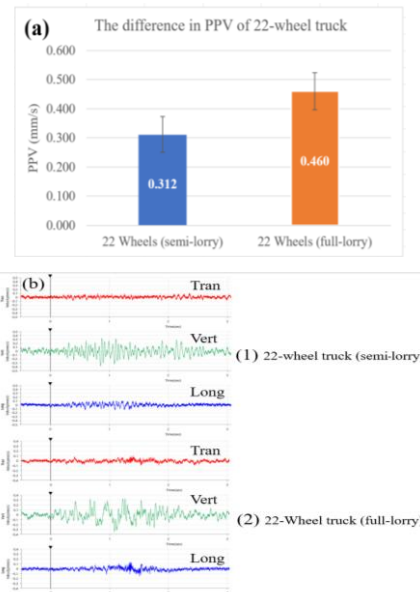 (a)
The difference in PPV of 22-wheel truck
0.600
0.500
0.400
0.300
0.200
0.100
0.000
PPV (mm/s)
0.312
0.460
22 Wheels (semi-lorry)
22 Wheels (full-lorry)
(b)
Tran
Vert
(1) 22-wheel truck (semi-lorry
Long
Tran
Vert
(2) 22-Wheel truck (full-lorry
Long